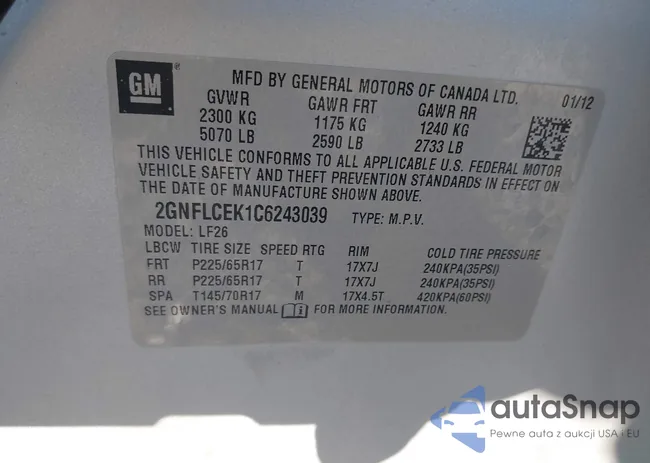 GM ®
MFD BY GENERAL MOTORS OF CANADA LTD. 01/12
GVWR GAWR FRT GAWR RR
2300 KG 1175 KG 1240 KG
5070 LB 2590 LB 2733 LB
THIS VEHICLE CONFORMS TO ALL APPLICABLE U.S. FEDERAL MOTOR
VEHICLE SAFETY AND THEFT PREVENTION STANDARDS IN EFFECT ON
THE DATE OF MANUFACTURE SHOWN ABOVE.
2GNFLCEK1C6243039 TYPE: M.P.V.
MODEL: LF26
LBCW TIRE SIZE SPEED RTG RIM COLD TIRE PRESSURE
FRT P225/65R17 T 17X7J 240KPA(35PSI)
RR P225/65R17 T 17X7J 240KPA(35PSI)
SPA T145/70R17 M 17X4.5T 420KPA(60PSI)
SEE OWNER'S MANUAL FOR MORE INFORMATION.
autoSnap
Pewne auta z aukcji USA i EU